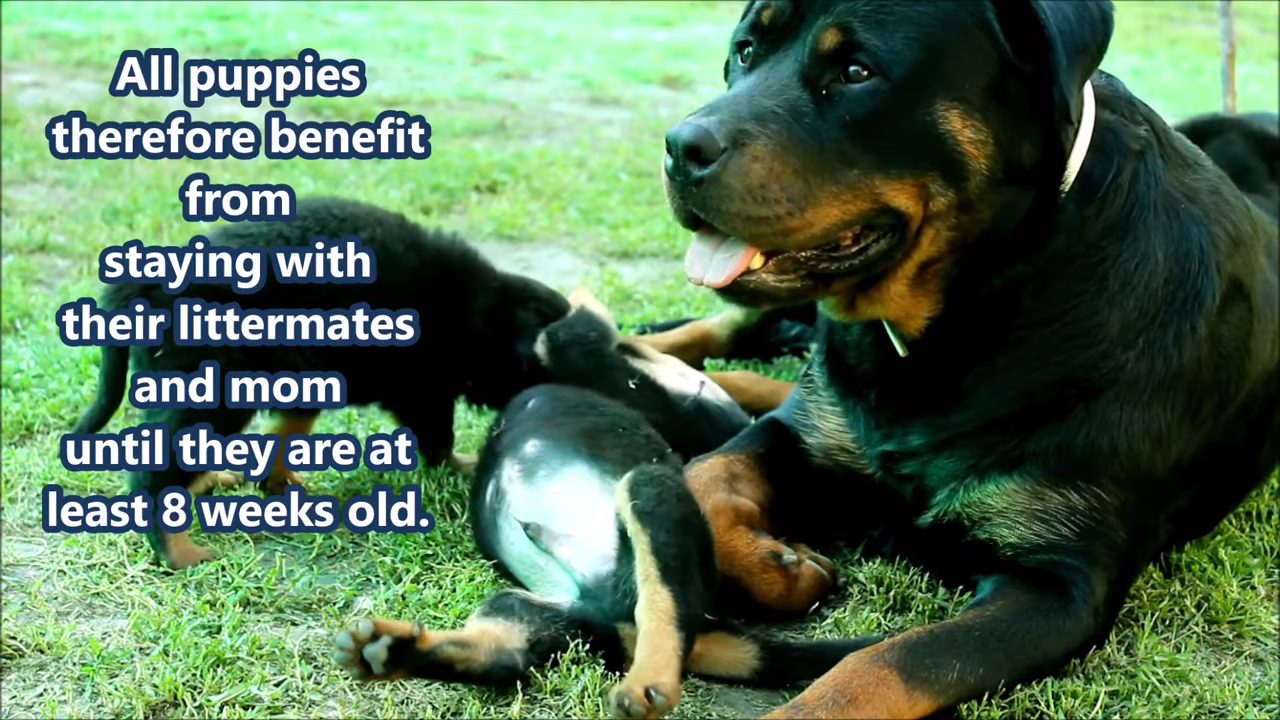 All puppies
therefore benefit
from
staying with
their littermates
and mom
until they are at
least 8 weeks old.